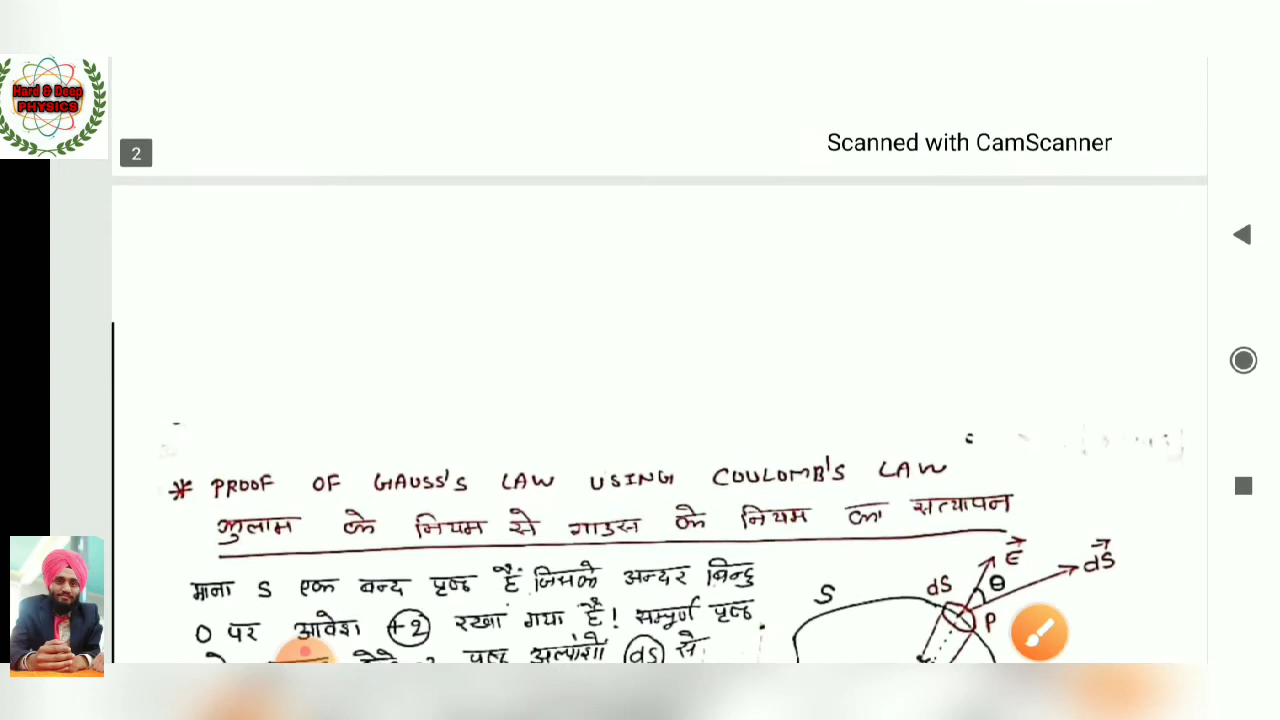 Hard & Deep
PHYSICS
2
Scanned with CamScanner
* PROOF OF GAUSS'S LAW USING COULOMB'S LAW
कुलाम के नियम से गाउस के नियम का सत्यापन
माना S एक बन्द पृष्ठ है जिसके अन्दर बिन्दु
O पर आवेश +q रखा गया है! सम्पूर्ण पृष्ठ
पृष्ठ अल्पांशो ds से
S
dS
E
θ
dS
P